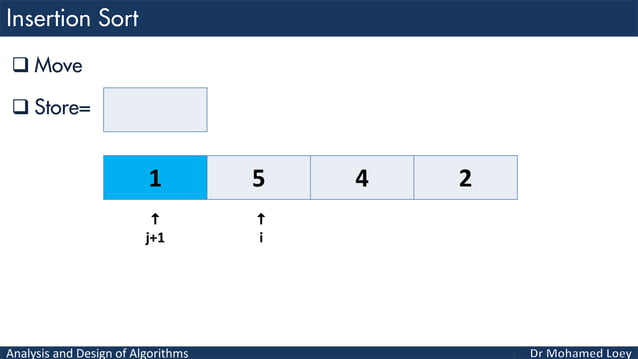 Insertion Sort
❑ Move
❑ Store=
1 5 4 2
↑ ↑
j+1 i
Analysis and Design of Algorithms Dr Mohamed Loey